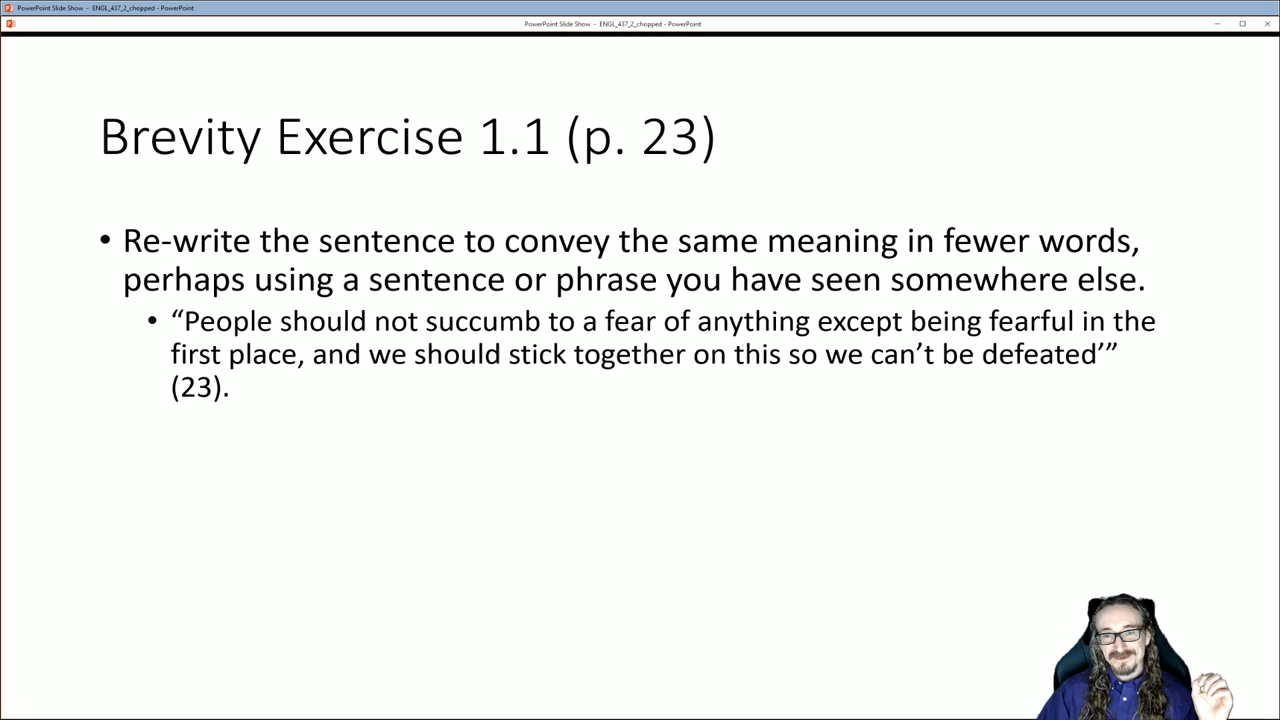 PowerPoint Slide Show - ENGL_437_2_chopped - PowerPoint
PowerPoint Slide Show - ENGL_437_2_chopped - PowerPoint
Brevity Exercise 1.1 (p. 23)
• Re-write the sentence to convey the same meaning in fewer words,
perhaps using a sentence or phrase you have seen somewhere else.
• “People should not succumb to a fear of anything except being fearful in the
first place, and we should stick together on this so we can’t be defeated’”
(23).